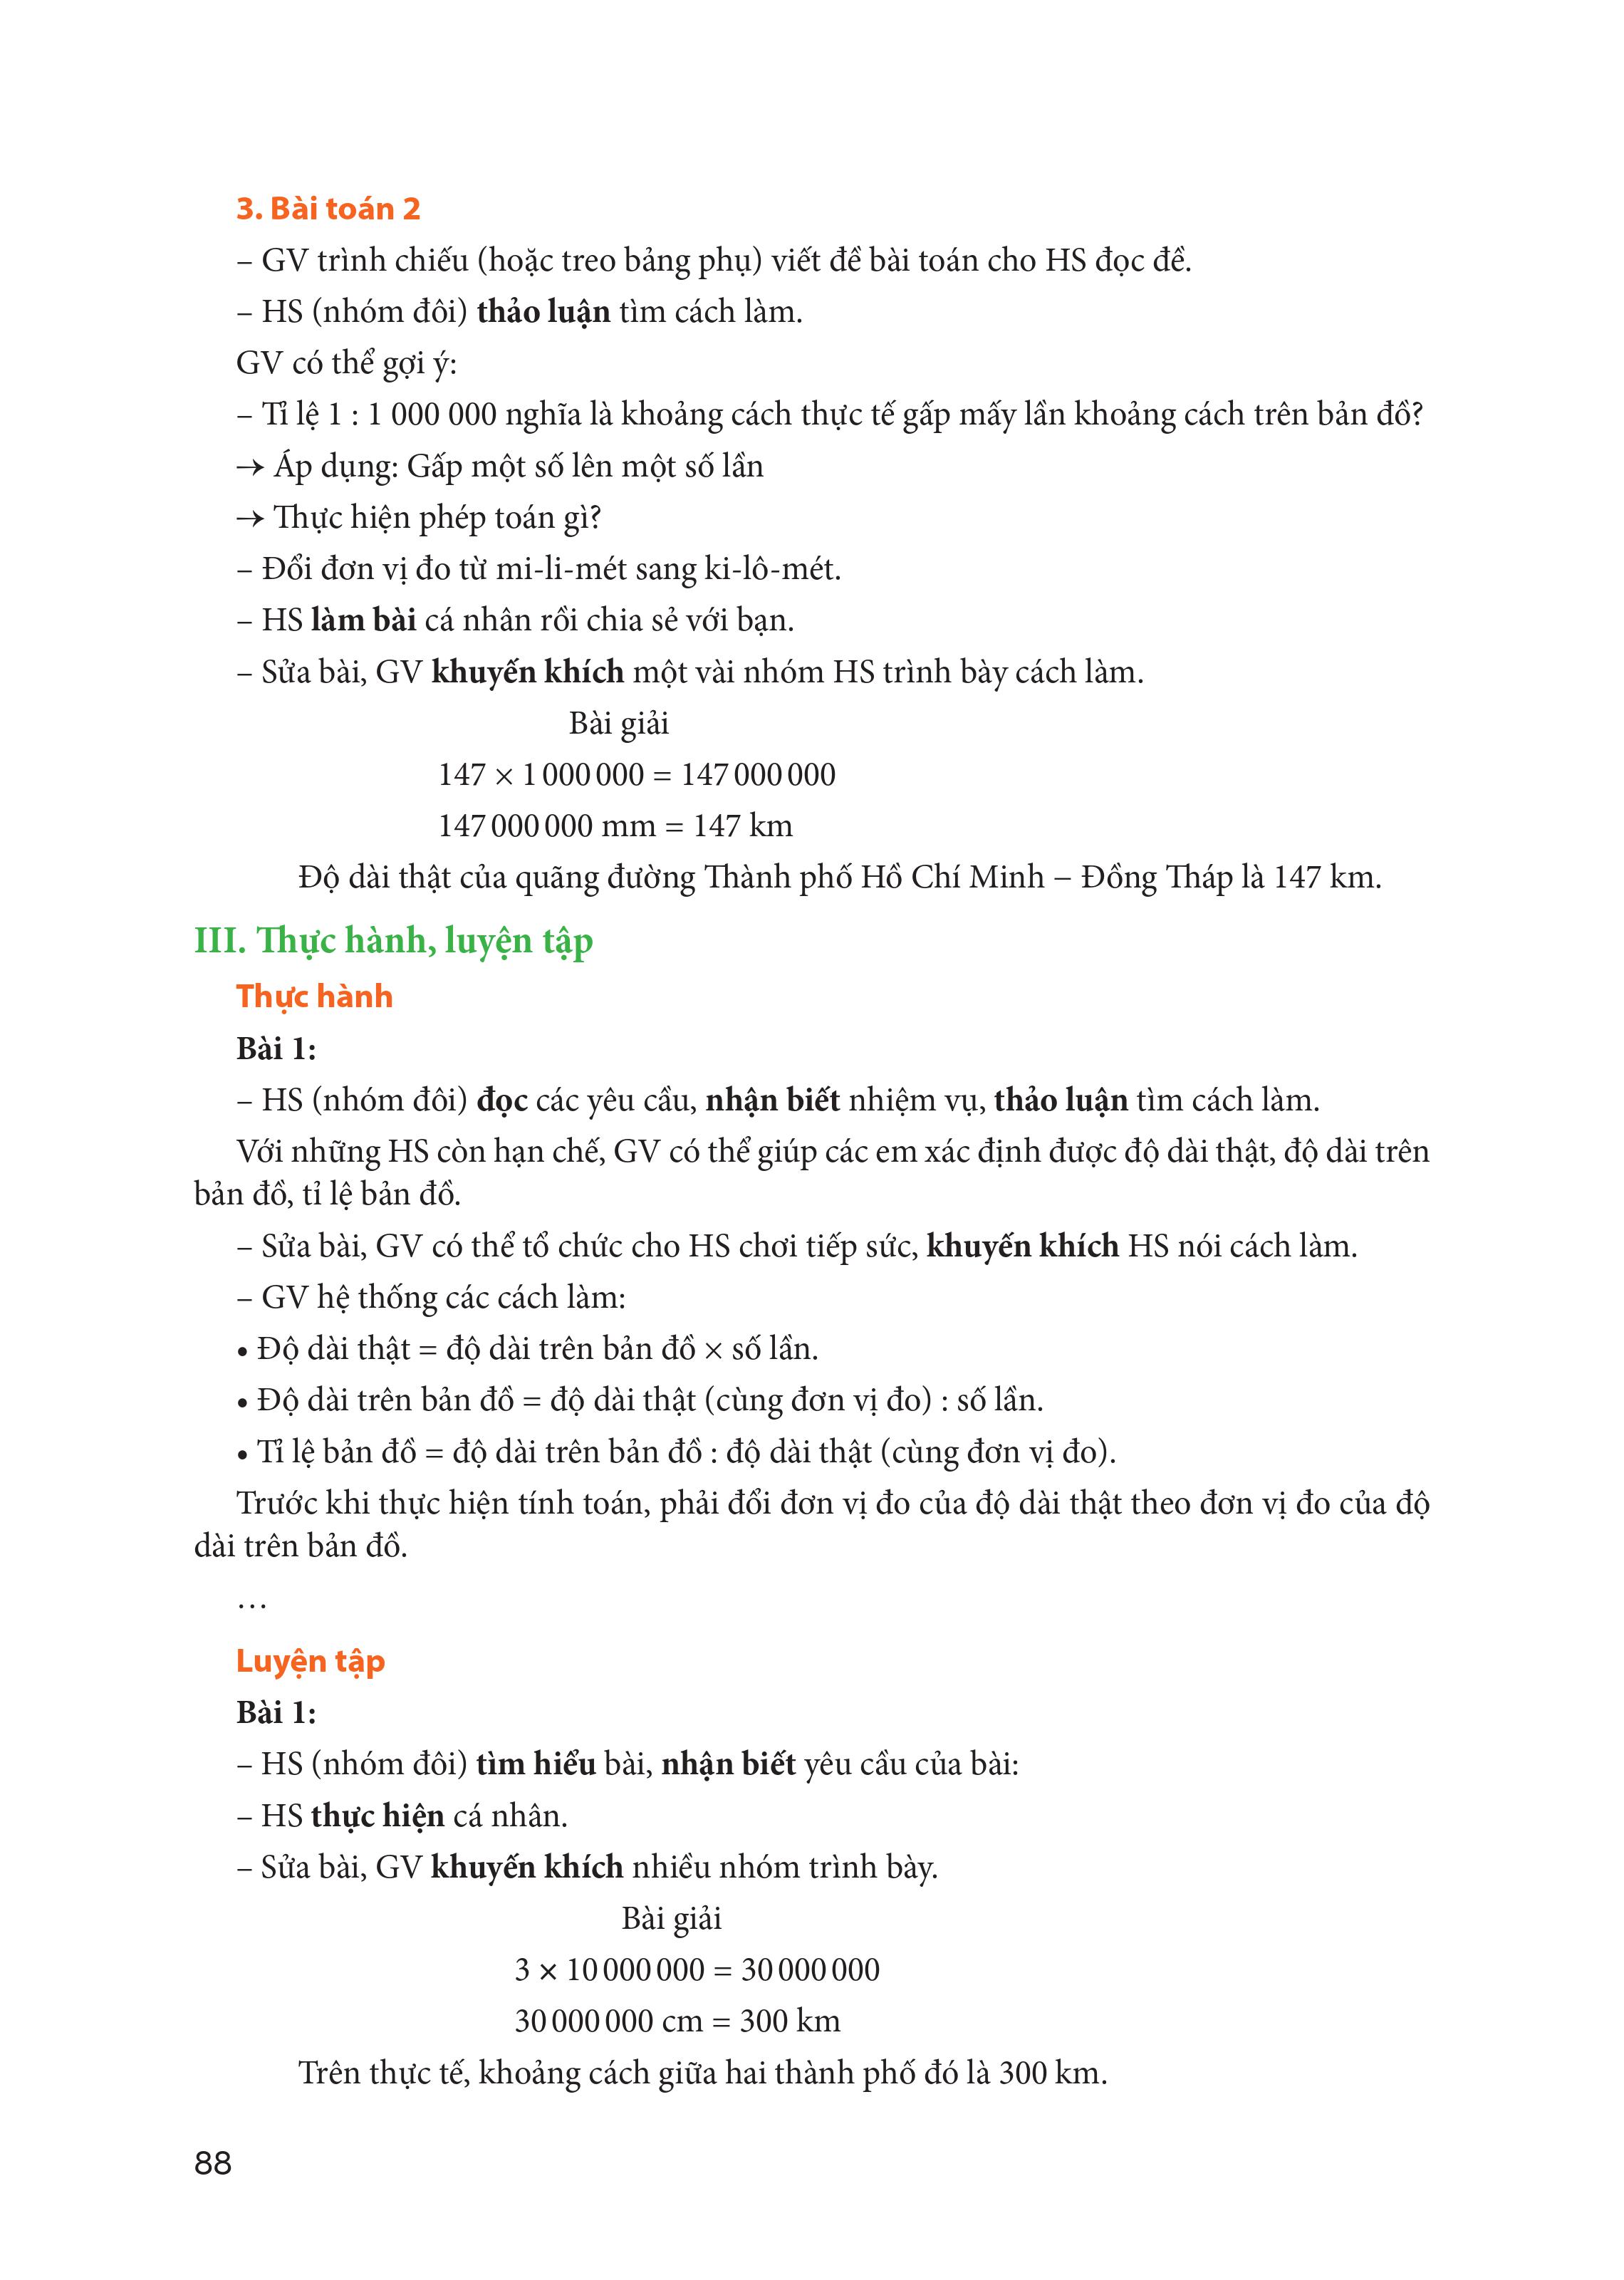 3. Bài toán 2
– GV trình chiếu (hoặc treo bảng phụ) viết đề bài toán cho HS đọc đề.
– HS (nhóm đôi) thảo luận tìm cách làm.
GV có thể gợi ý:
– Tỉ lệ 1 : 1 000 000 nghĩa là khoảng cách thực tế gấp mấy lần khoảng cách trên bản đồ?
→ Áp dụng: Gấp một số lên một số lần
→ Thực hiện phép toán gì?
– Đổi đơn vị đo từ mi-li-mét sang ki-lô-mét.
– HS làm bài cá nhân rồi chia sẻ với bạn.
– Sửa bài, GV khuyến khích một vài nhóm HS trình bày cách làm.
Bài giải
147 × 1 000 000 = 147 000 000
147 000 000 mm = 147 km
Độ dài thật của quãng đường Thành phố Hồ Chí Minh – Đồng Tháp là 147 km.
III. Thực hành, luyện tập
Thực hành
Bài 1:
– HS (nhóm đôi) đọc các yêu cầu, nhận biết nhiệm vụ, thảo luận tìm cách làm.
Với những HS còn hạn chế, GV có thể giúp các em xác định được độ dài thật, độ dài trên
bản đồ, tỉ lệ bản đồ.
– Sửa bài, GV có thể tổ chức cho HS chơi tiếp sức, khuyến khích HS nói cách làm.
– GV hệ thống các cách làm:
• Độ dài thật = độ dài trên bản đồ × số lần.
• Độ dài trên bản đồ = độ dài thật (cùng đơn vị đo) : số lần.
• Tỉ lệ bản đồ = độ dài trên bản đồ : độ dài thật (cùng đơn vị đo).
Trước khi thực hiện tính toán, phải đổi đơn vị đo của độ dài thật theo đơn vị đo của độ
dài trên bản đồ.
…
Luyện tập
Bài 1:
– HS (nhóm đôi) tìm hiểu bài, nhận biết yêu cầu của bài:
– HS thực hiện cá nhân.
– Sửa bài, GV khuyến khích nhiều nhóm trình bày.
Bài giải
3 × 10 000 000 = 30 000 000
30 000 000 cm = 300 km
Trên thực tế, khoảng cách giữa hai thành phố đó là 300 km.
88